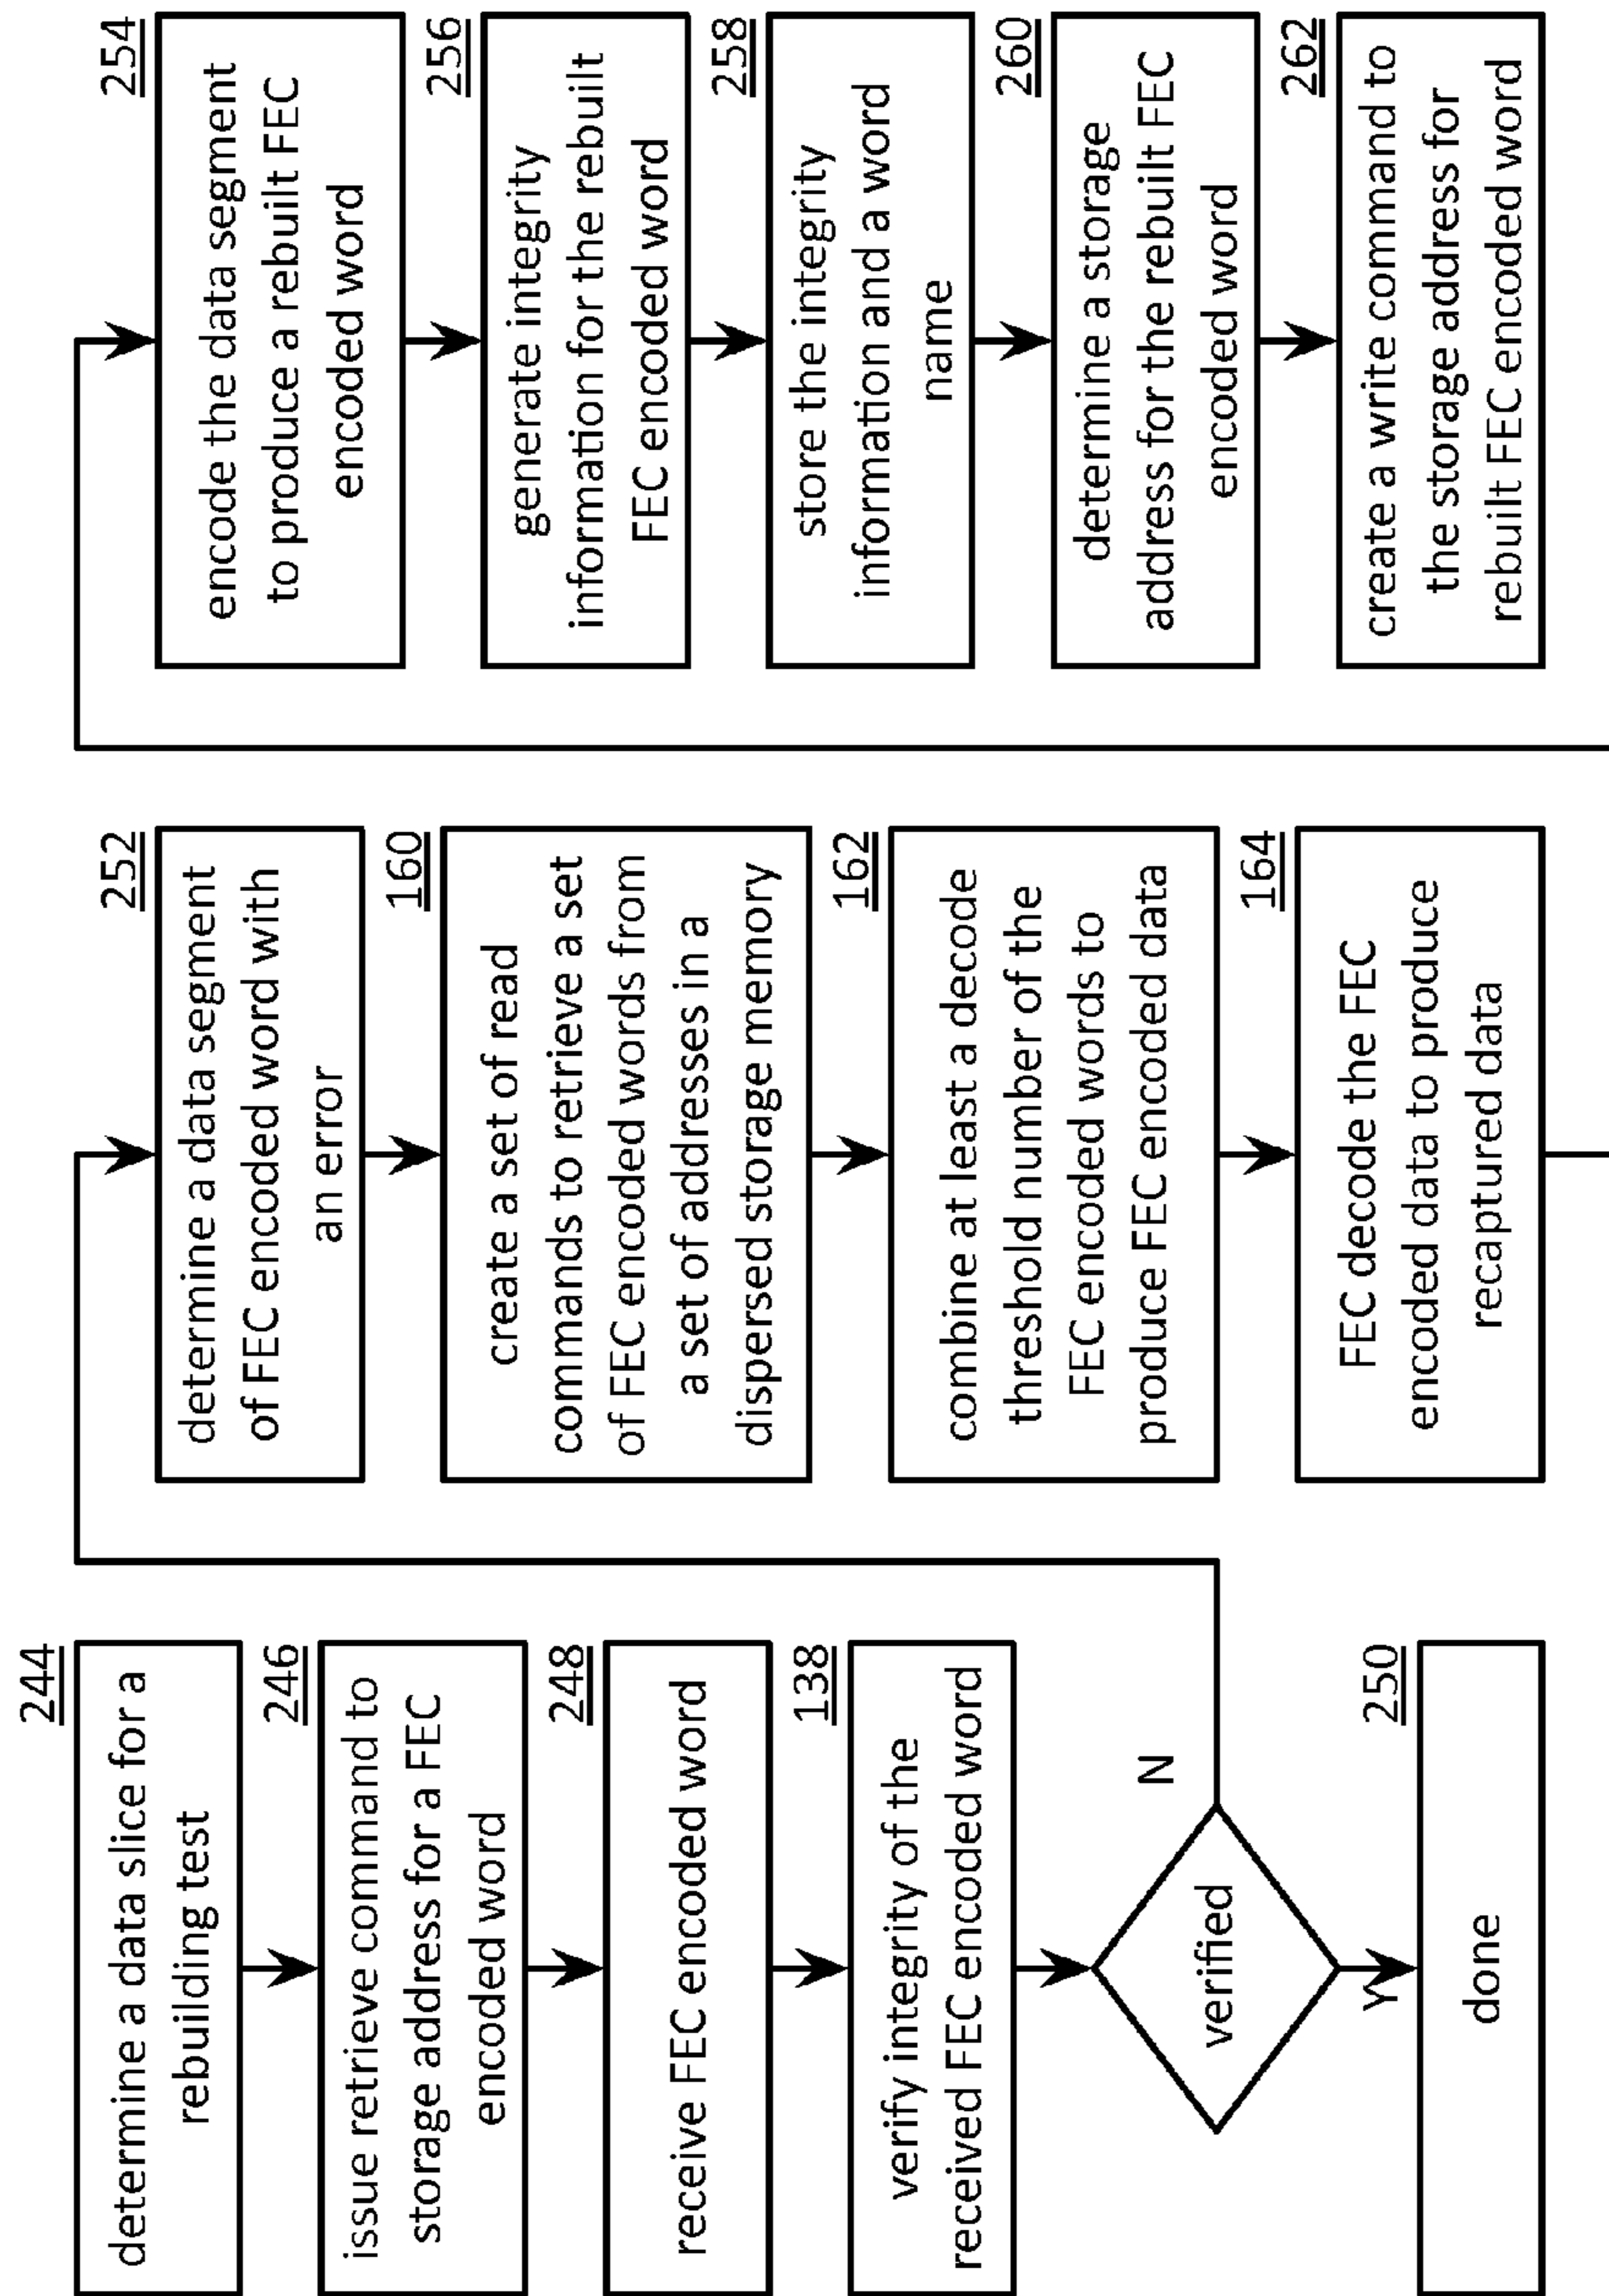 244
determine a data slice for a
rebuilding test
246
issue retrieve command to
storage address for a FEC
encoded word
248
receive FEC encoded word
138
verify integrity of the
received FEC encoded word
verified
N
Y
250
done
252
determine a data segment
of FEC encoded word with
an error
160
create a set of read
commands to retrieve a set
of FEC encoded words from
a set of addresses in a
dispersed storage memory
162
combine at least a decode
threshold number of the
FEC encoded words to
produce FEC encoded data
164
FEC decode the FEC
encoded data to produce
recaptured data
254
encode the data segment
to produce a rebuilt FEC
encoded word
256
generate integrity
information for the rebuilt
FEC encoded word
258
store the integrity
information and a word
name
260
determine a storage
address for the rebuilt FEC
encoded word
262
create a write command to
the storage address for
rebuilt FEC encoded word